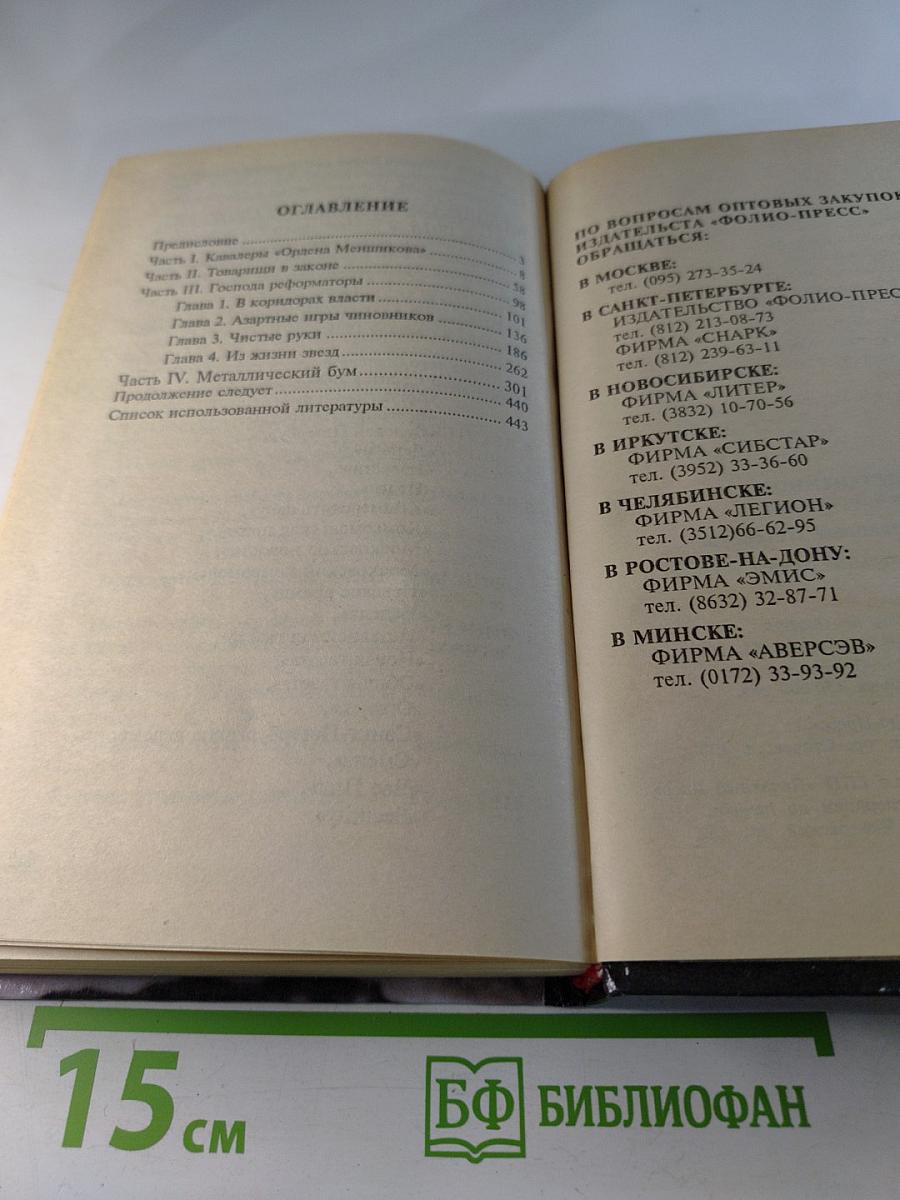 ОГЛАВЛЕНИЕ
Предисловие ........ 3
Часть I. Кавалеры «Ордена Меншикова» ........ 8
Часть II. Товарищи в законе ........ 58
Часть III. Господа реформаторы ........ 98
Глава 1. В коридорах власти ........ 101
Глава 2. Азартные игры чиновников ........ 136
Глава 3. Чистые руки ........ 186
Глава 4. Из жизни звезд ........ 262
Часть IV. Металлический бум ........ 301
Продолжение следует ........ 440
Список использованной литературы ........ 443
ПО ВОПРОСАМ ОПТОВЫХ ЗАКУПОК
ИЗДАТЕЛЬСТА «ФОЛИО-ПРЕСС»
ОБРАЩАТЬСЯ:
В МОСКВЕ:
тел. (095) 273-35-24
В САНКТ-ПЕТЕРБУРГЕ:
ИЗДАТЕЛЬСТВО «ФОЛИО-ПРЕСС
тел. (812) 213-08-73
ФИРМА «СНАРК»
тел. (812) 239-63-11
В НОВОСИБИРСКЕ:
ФИРМА «ЛИТЕР»
тел. (3832) 10-70-56
В ИРКУТСКЕ:
ФИРМА «СИБСТАР»
тел. (3952) 33-36-60
В ЧЕЛЯБИНСКЕ:
ФИРМА «ЛЕГИОН»
тел. (3512)66-62-95
В РОСТОВЕ-НА-ДОНУ:
ФИРМА «ЭМИС»
тел. (8632) 32-87-71
В МИНСКЕ:
ФИРМА «АВЕРСЭВ»
тел. (0172) 33-93-92
15 см
БФ БИБЛИОФАН